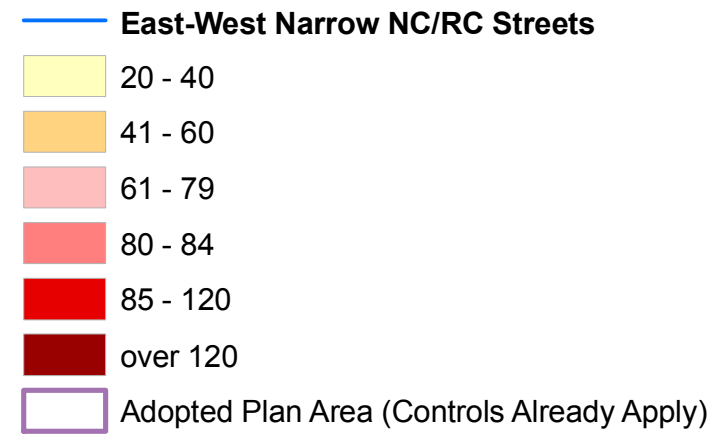 East-West Narrow NC/RC Streets
20 - 40
41 - 60
61 - 79
80 - 84
85 - 120
over 120
Adopted Plan Area (Controls Already Apply)